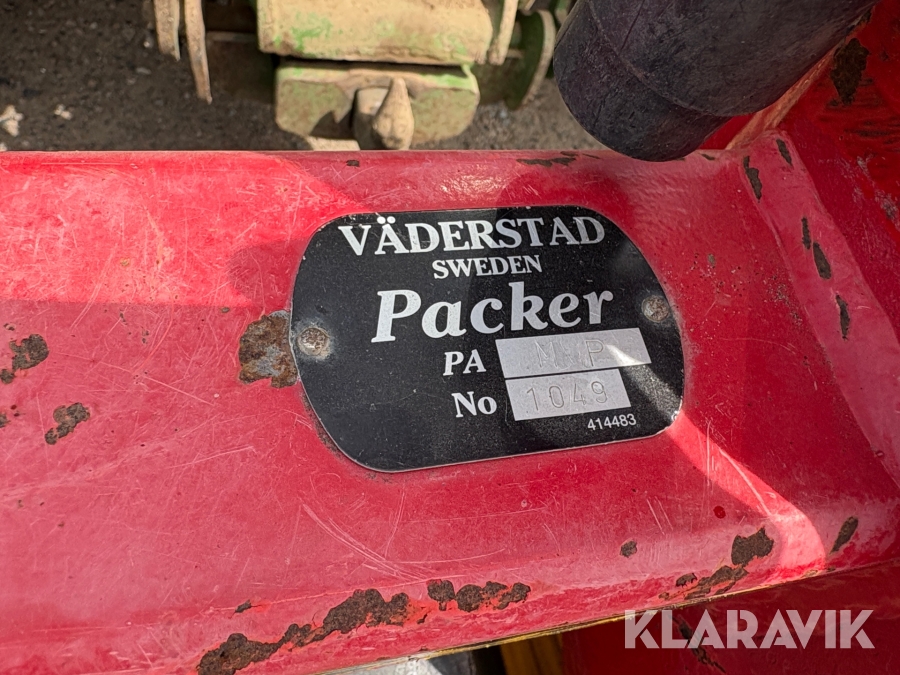 VÄDERSTAD
SWEDEN
Packer
PA N-P
No 1049
414483
KLARAVIK